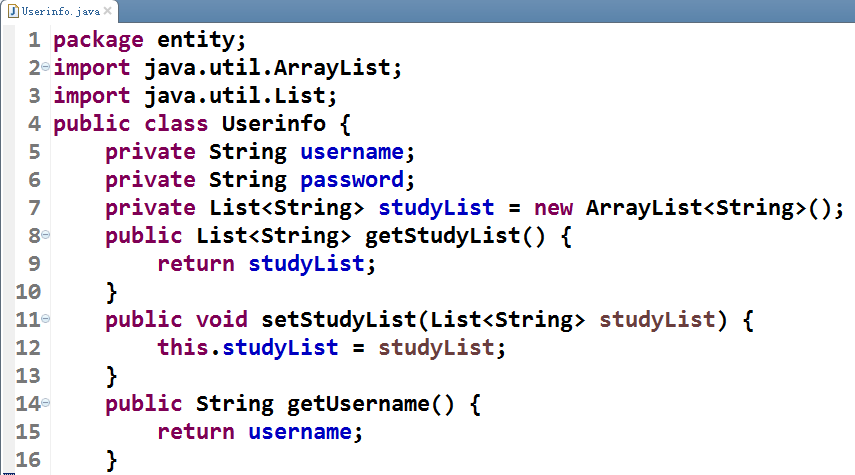 Userinfo.java
1 package entity;
2 import java.util.ArrayList;
3 import java.util.List;
4 public class Userinfo {
5     private String username;
6     private String password;
7     private List<String> studyList = new ArrayList<String>();
8     public List<String> getStudyList() {
9         return studyList;
10     }
11     public void setStudyList(List<String> studyList) {
12         this.studyList = studyList;
13     }
14     public String getUsername() {
15         return username;
16     }